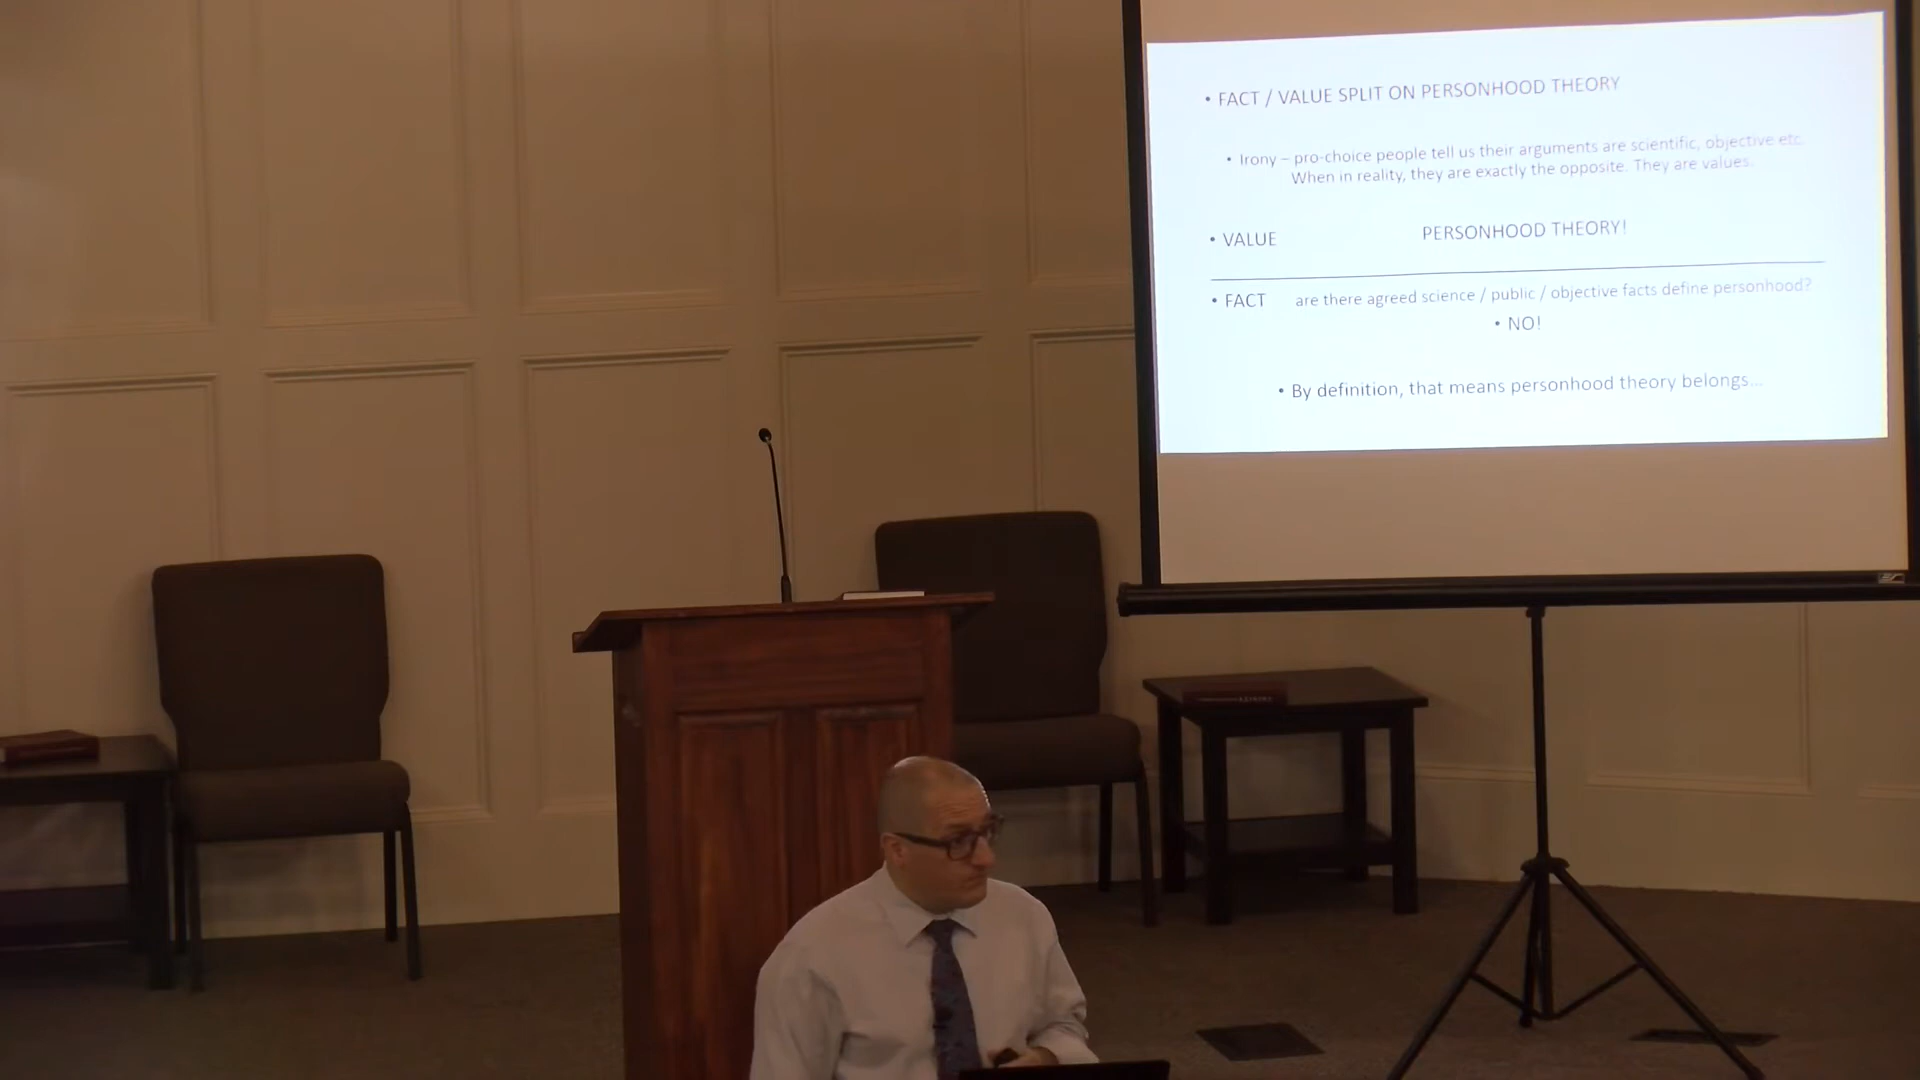 • FACT / VALUE SPLIT ON PERSONHOOD THEORY
• Irony – pro-choice people tell us their arguments are scientific, objective etc.
When in reality, they are exactly the opposite. They are values.
• VALUE PERSONHOOD THEORY!
• FACT are there agreed science / public / objective facts define personhood?
• NO!
• By definition, that means personhood theory belongs...